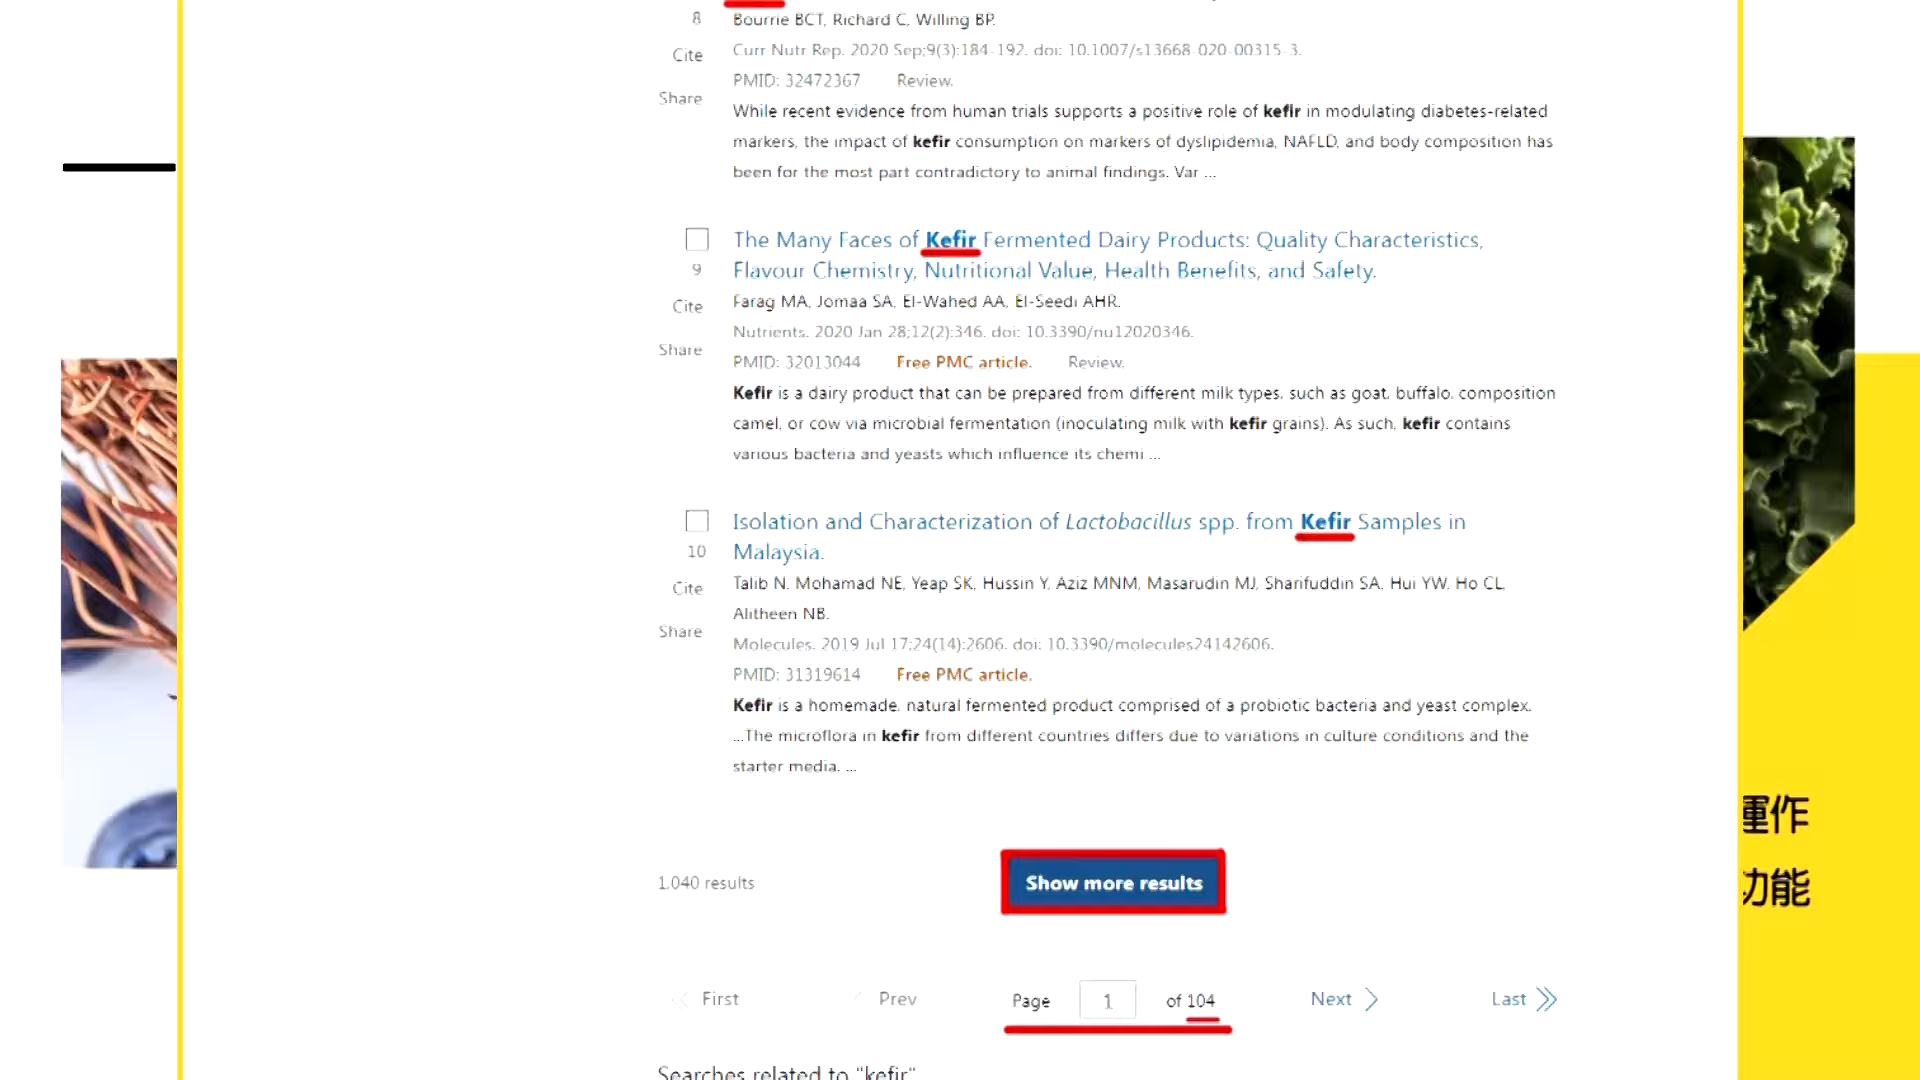 8
Bourrie BCT, Richard C, Willing BP.
Cite
Curr Nutr Rep. 2020 Sep;9(3):184-192. doi: 10.1007/s13668-020-00315-3.
PMID: 32472367 Review.
Share
While recent evidence from human trials supports a positive role of kefir in modulating diabetes-related
markers, the impact of kefir consumption on markers of dyslipidemia, NAFLD, and body composition has
been for the most part contradictory to animal findings. Var ...
The Many Faces of Kefir Fermented Dairy Products: Quality Characteristics,
9
Flavour Chemistry, Nutritional Value, Health Benefits, and Safety.
Cite
Farag MA, Jomaa SA, El-Wahed AA, El-Seedi AHR.
Nutrients. 2020 Jan 28;12(2):346. doi: 10.3390/nu12020346.
Share
PMID: 32013044 Free PMC article. Review.
Kefir is a dairy product that can be prepared from different milk types, such as goat, buffalo, composition
camel, or cow via microbial fermentation (inoculating milk with kefir grains). As such, kefir contains
various bacteria and yeasts which influence its chemi ...
Isolation and Characterization of Lactobacillus spp. from Kefir Samples in
10
Malaysia.
Cite
Talib N, Mohamad NE, Yeap SK, Hussin Y, Aziz MNM, Masarudin MJ, Sharifuddin SA, Hui YW, Ho CL,
Alitheen NB.
Share
Molecules. 2019 Jul 17;24(14):2606. doi: 10.3390/molecules24142606.
PMID: 31319614 Free PMC article.
Kefir is a homemade, natural fermented product comprised of a probiotic bacteria and yeast complex.
...The microflora in kefir from different countries differs due to variations in culture conditions and the
starter media. ...
運作
功能
1,040 results
Show more results
First Prev Page 1 of 104 Next Last
Searches related to "kefir"